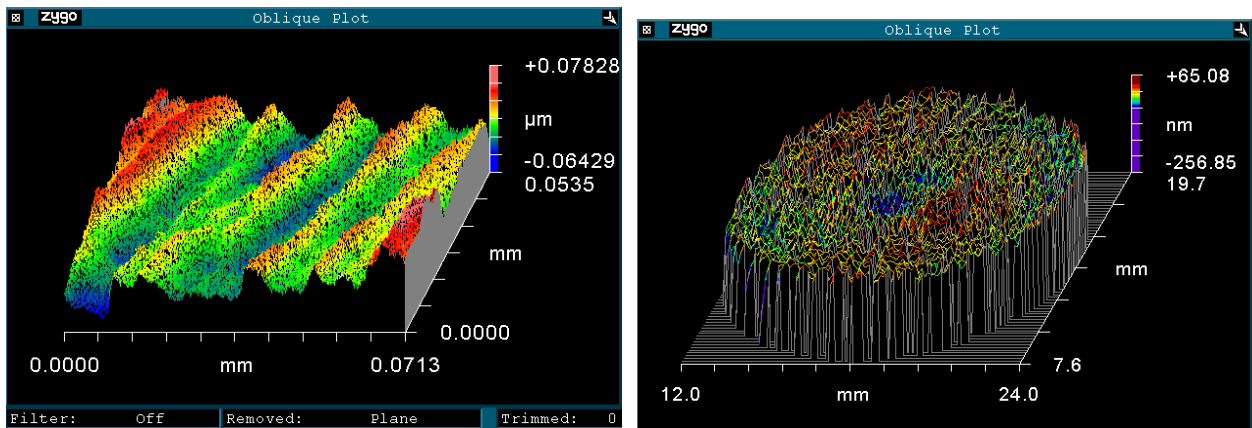 zygo Oblique Plot
+0.07828
µm
-0.06429
0.0535
mm
0.0000
0.0000 mm 0.0713
Filter: Off Removed: Plane Trimmed: 0
zygo Oblique Plot
+65.08
nm
-256.85
19.7
mm
7.6
12.0 mm 24.0